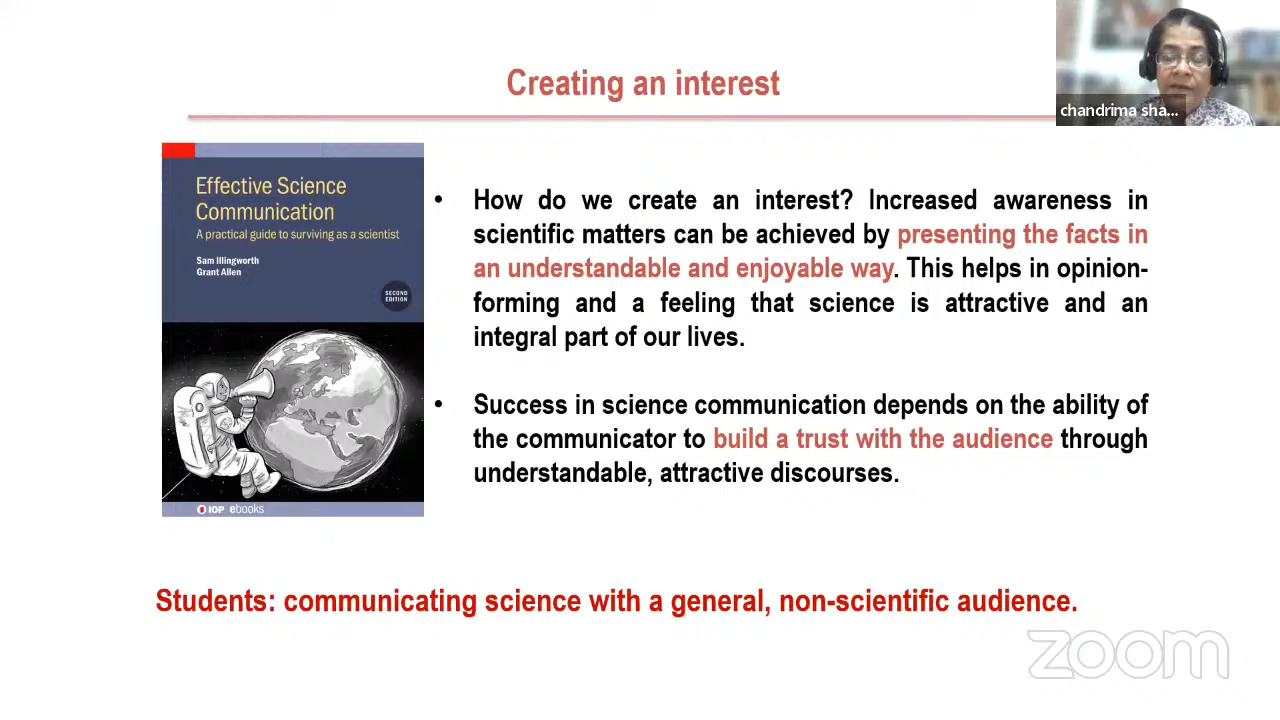 Creating an interest
chandrima sha...
Effective Science
Communication
A practical guide to surviving as a scientist
Sam Illingworth
Grant Allen
SECOND
EDITION
IOP ebooks
• How do we create an interest? Increased awareness in
scientific matters can be achieved by presenting the facts in
an understandable and enjoyable way. This helps in opinion-
forming and a feeling that science is attractive and an
integral part of our lives.
• Success in science communication depends on the ability of
the communicator to build a trust with the audience through
understandable, attractive discourses.
Students: communicating science with a general, non-scientific audience.
zoom